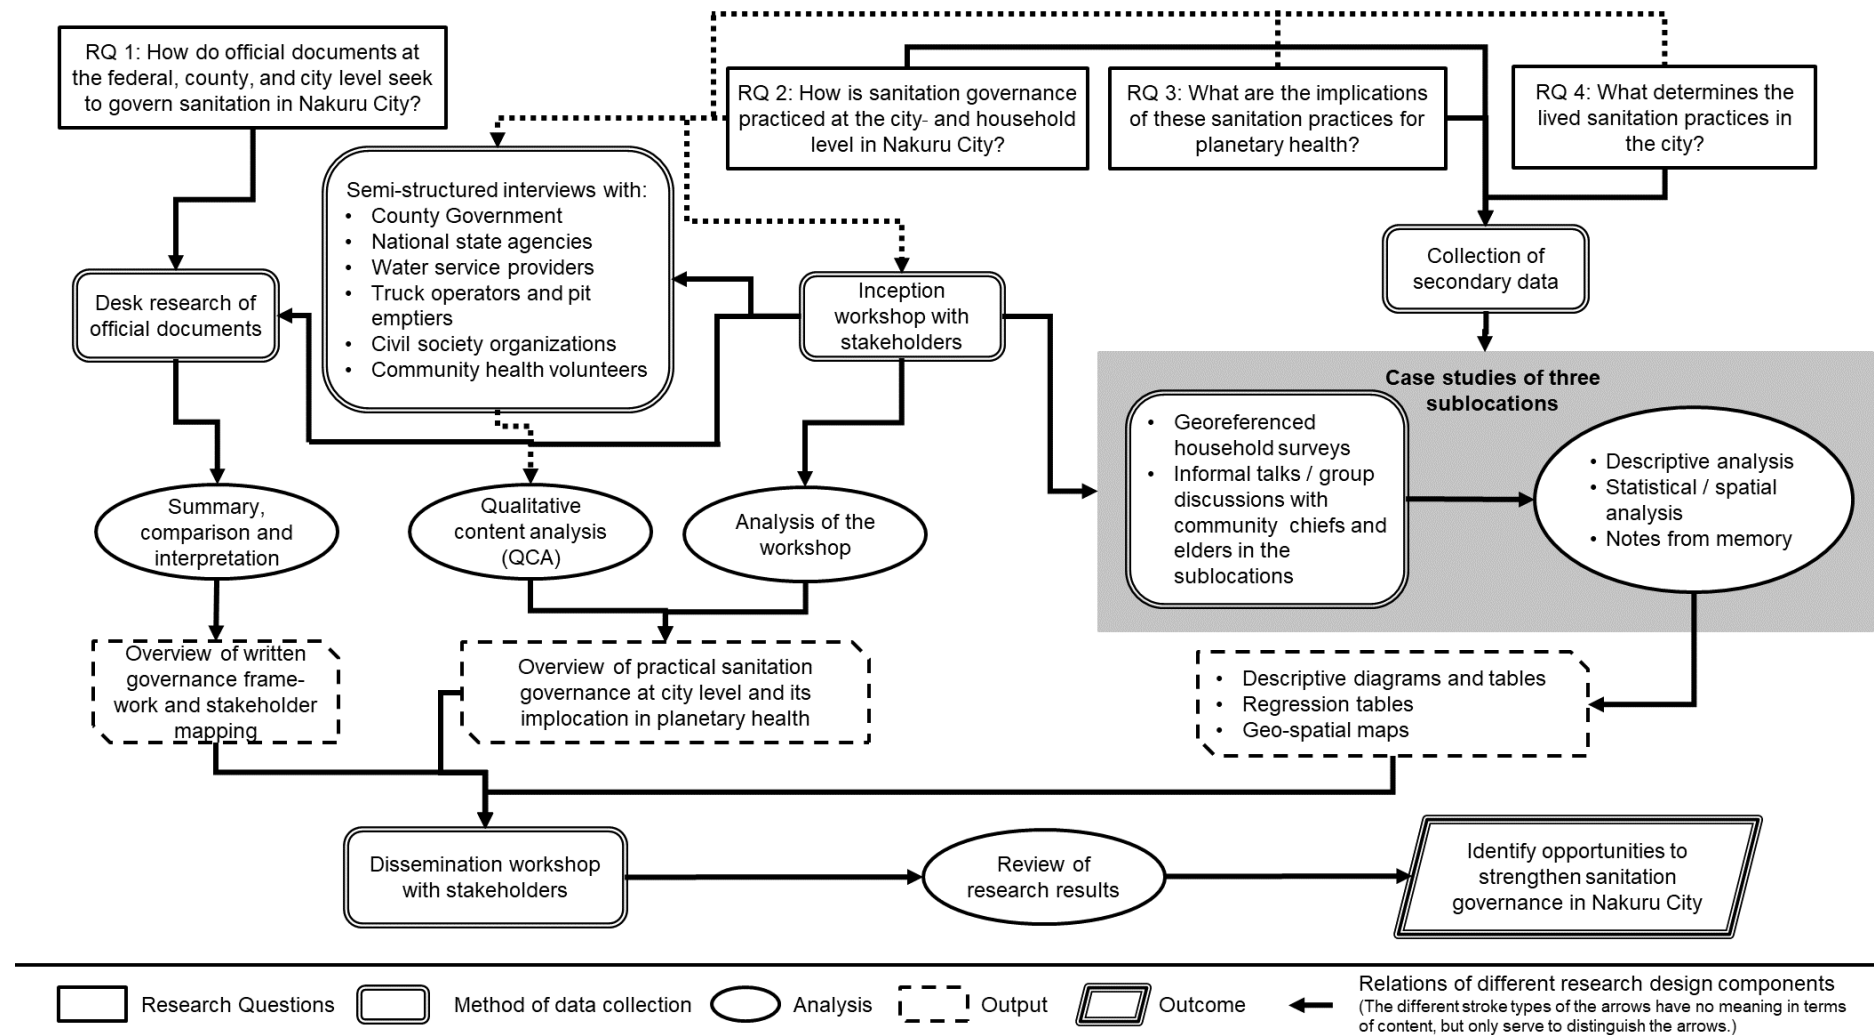 RQ 1: How do official documents at
the federal, county, and city level seek
to govern sanitation in Nakuru City?
RQ 2: How is sanitation governance
practiced at the city- and household
level in Nakuru City?
RQ 3: What are the implications
of these sanitation practices for
planetary health?
RQ 4: What determines the
lived sanitation practices in
the city?
Semi-structured interviews with:
• County Government
• National state agencies
• Water service providers
• Truck operators and pit
emptiers
• Civil society organizations
• Community health volunteers
Desk research of
official documents
Inception
workshop with
stakeholders
Collection of
secondary data
Case studies of three
sublocations
• Georeferenced
household surveys
• Informal talks / group
discussions with
community chiefs and
elders in the
sublocations
• Descriptive analysis
• Statistical / spatial
analysis
• Notes from memory
Summary,
comparison and
interpretation
Qualitative
content analysis
(QCA)
Analysis of the
workshop
Overview of written
governance frame-
work and stakeholder
mapping
Overview of practical sanitation
governance at city level and its
implocation in planetary health
• Descriptive diagrams and tables
• Regression tables
• Geo-spatial maps
Dissemination workshop
with stakeholders
Review of
research results
Identify opportunities to
strengthen sanitation
governance in Nakuru City
Research Questions
Method of data collection
Analysis
Output
Outcome
Relations of different research design components
(The different stroke types of the arrows have no meaning in terms
of content, but only serve to distinguish the arrows.)